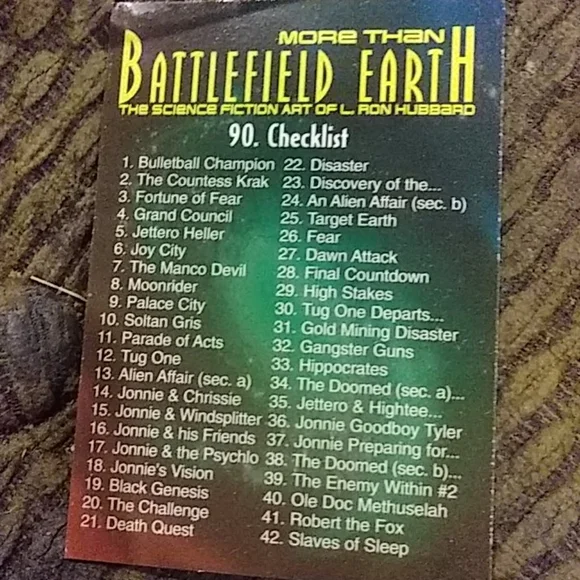 MORE THAN
BATTLEFIELD EARTH
THE SCIENCE FICTION ART OF L. RON HUBBARD
90. Checklist
1. Bulletball Champion
2. The Countess Krak
3. Fortune of Fear
4. Grand Council
5. Jettero Heller
6. Joy City
7. The Manco Devil
8. Moonrider
9. Palace City
10. Soltan Gris
11. Parade of Acts
12. Tug One
13. Alien Affair (sec. a)
14. Jonnie & Chrissie
15. Jonnie & Windsplitter
16. Jonnie & his Friends
17. Jonnie & the Psychlo
18. Jonnie's Vision
19. Black Genesis
20. The Challenge
21. Death Quest
22. Disaster
23. Discovery of the...
24. An Alien Affair (sec. b)
25. Target Earth
26. Fear
27. Dawn Attack
28. Final Countdown
29. High Stakes
30. Tug One Departs...
31. Gold Mining Disaster
32. Gangster Guns
33. Hippocrates
34. The Doomed (sec. a)...
35. Jettero & Hightee...
36. Jonnie Goodboy Tyler
37. Jonnie Preparing for...
38. The Doomed (sec. b)...
39. The Enemy Within #2
40. Ole Doc Methuselah
41. Robert the Fox
42. Slaves of Sleep